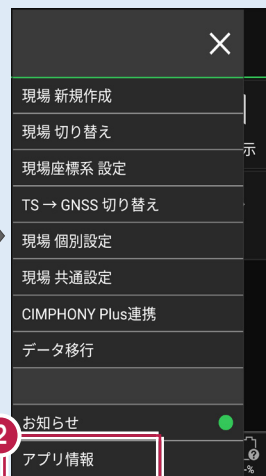 現場 新規作成
現場 切り替え
示
現場座標系 設定
TS → GNSS 切り替え
現場 個別設定
現場 共通設定
CIMPHONY Plus連携
データ移行
お知らせ
2
アプリ情報
-%